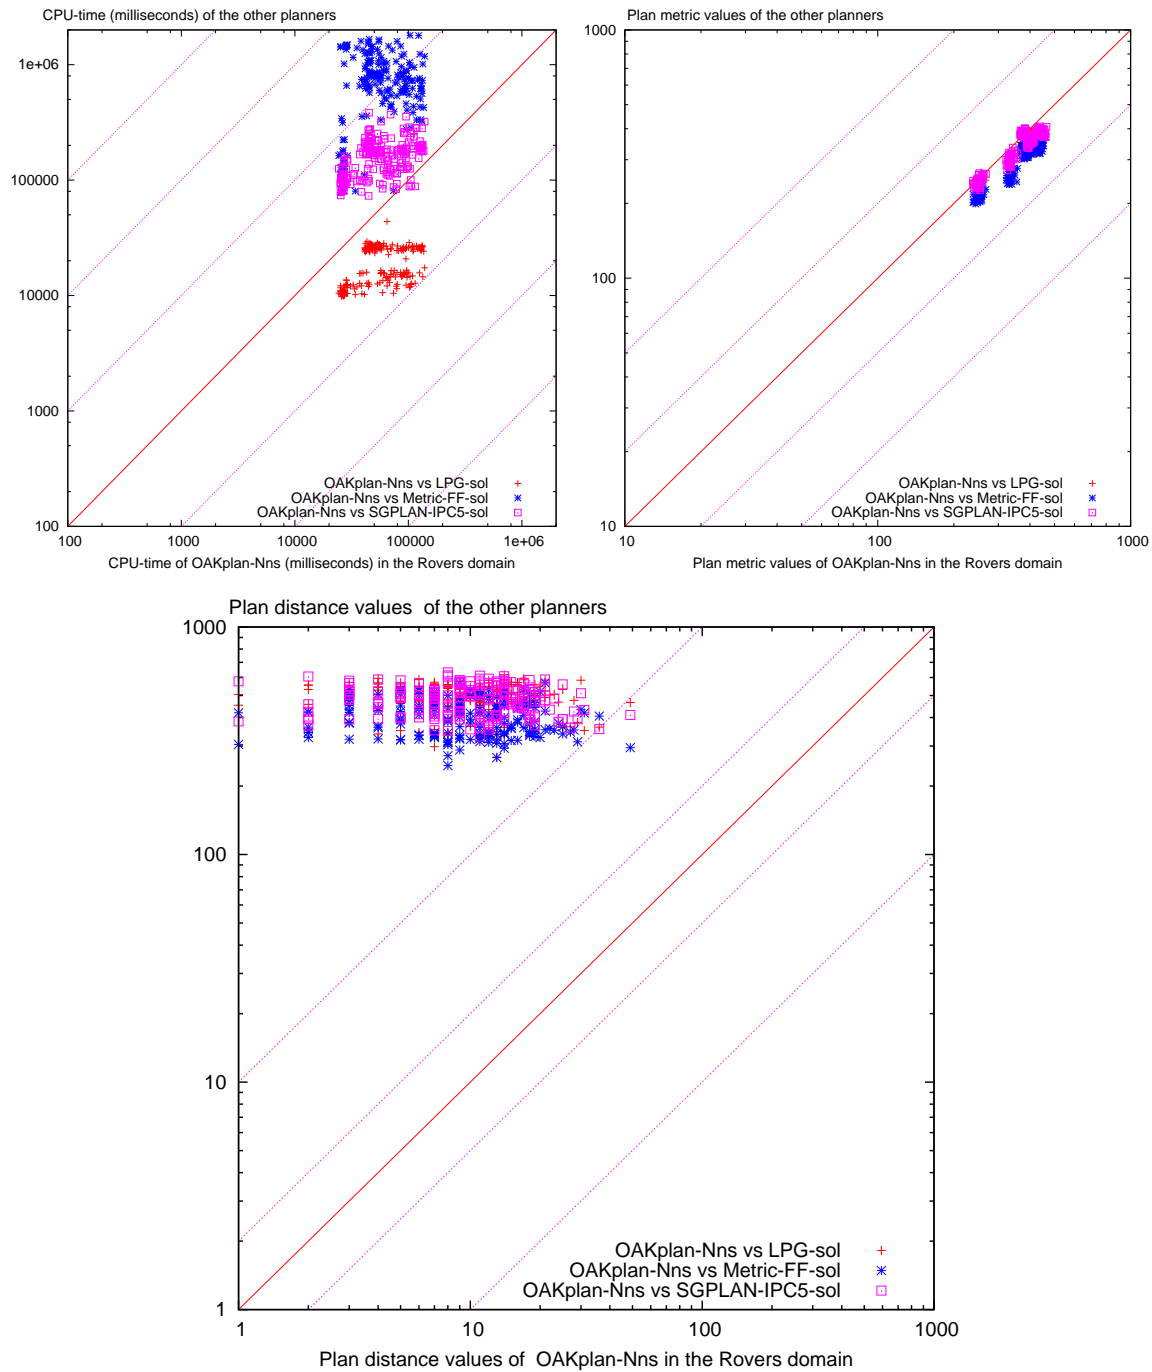 CPU-time (milliseconds) of the other planners
1e+06
100000
10000
1000
100
OAKplan-Nns vs LPG-sol
OAKplan-Nns vs Metric-FF-sol
OAKplan-Nns vs SGPLAN-IPC5-sol
100 1000 10000 100000 1e+06
CPU-time of OAKplan-Nns (milliseconds) in the Rovers domain
Plan metric values of the other planners
1000
100
10
OAKplan-Nns vs LPG-sol
OAKplan-Nns vs Metric-FF-sol
OAKplan-Nns vs SGPLAN-IPC5-sol
10 100 1000
Plan metric values of OAKplan-Nns in the Rovers domain
Plan distance values of the other planners
1000
100
10
1
OAKplan-Nns vs LPG-sol
OAKplan-Nns vs Metric-FF-sol
OAKplan-Nns vs SGPLAN-IPC5-sol
1 10 100 1000
Plan distance values of OAKplan-Nns in the Rovers domain